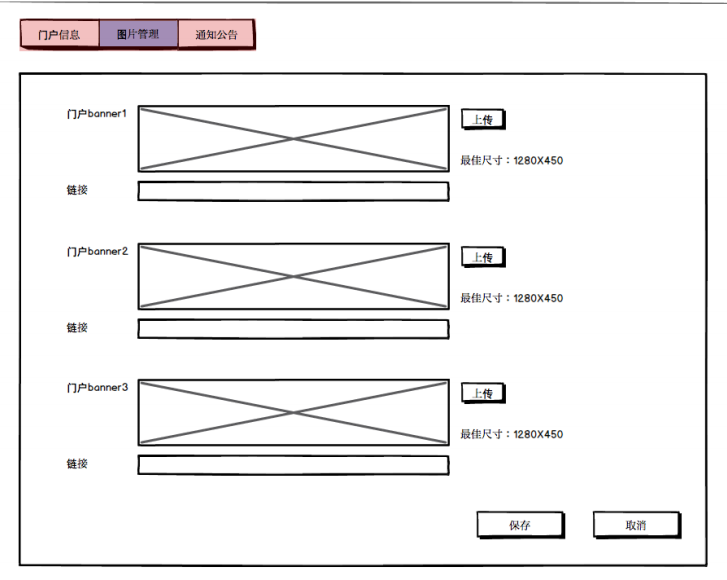 门户信息 图片管理 通知公告
门户banner1 上传
最佳尺寸：1280X450
链接
门户banner2 上传
最佳尺寸：1280X450
链接
门户banner3 上传
最佳尺寸：1280X450
链接
保存 取消